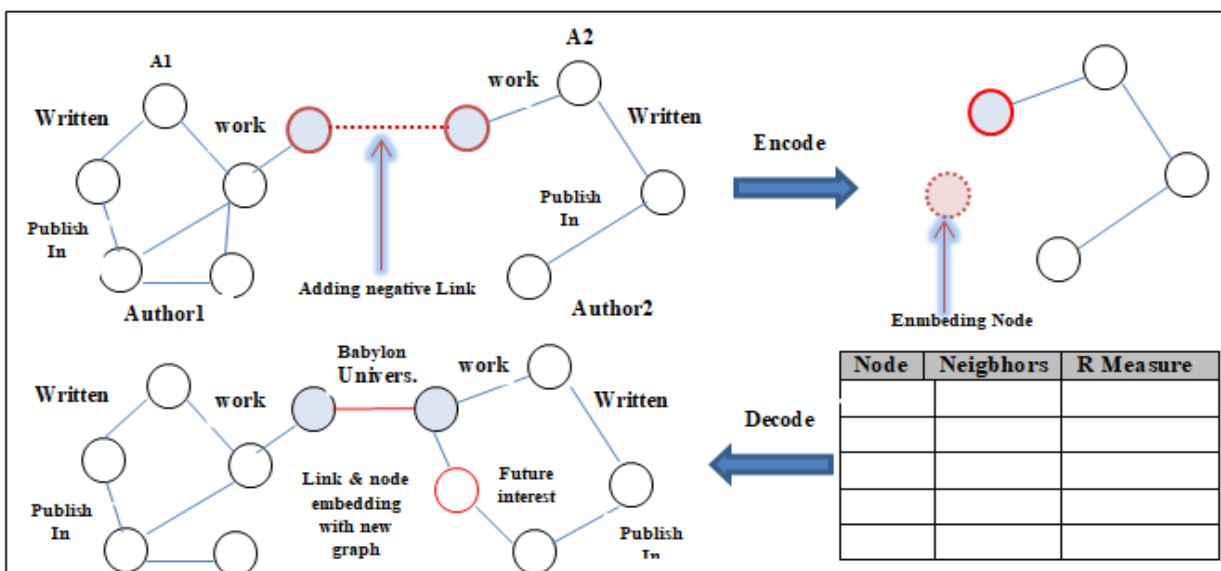 A1
A2
Written
work
work
Written
Publish
In
Publish
In
Encode
Adding negative Link
Author1
Author2
Enmbeding Node
Babylon
Univers.
Written
work
work
Written
Publish
In
Link & node
embedding
with new
graph
Future
interest
Publish
In
Decode
Node Neigbhors R Measure